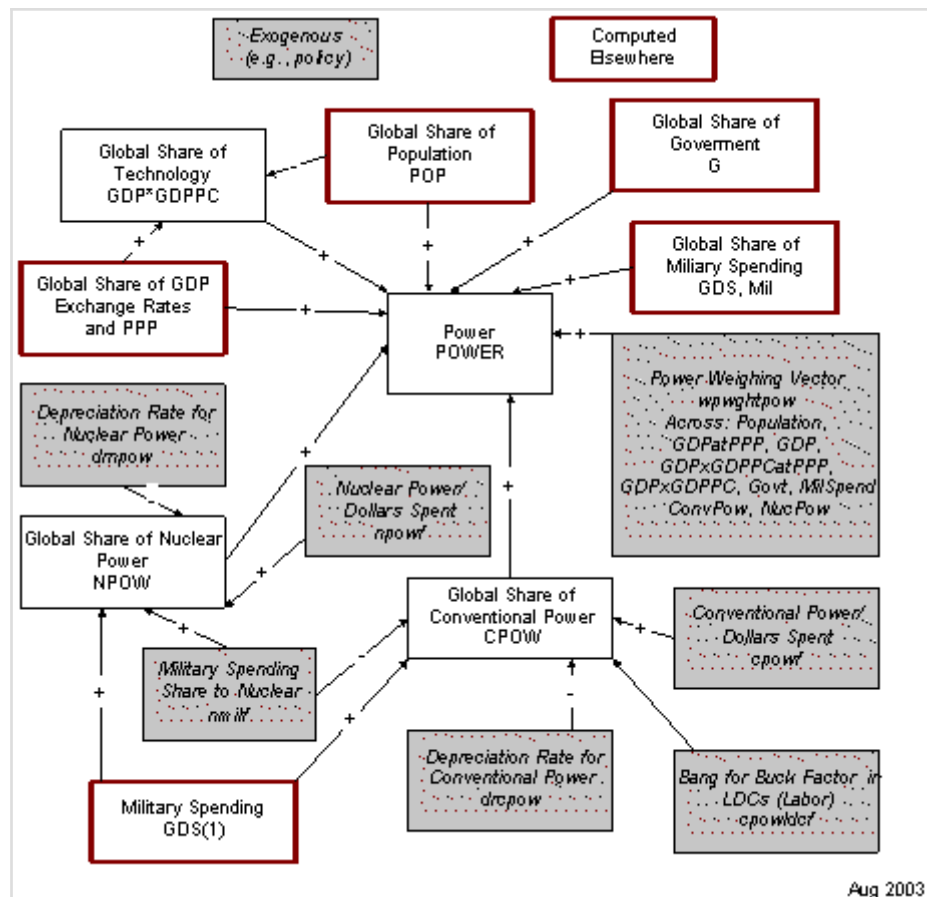 Exogenous
(e.g., policy)
Computed
Elsewhere
Global Share of
Technology
GDP*GDPPC
Global Share of
Population
POP
Global Share of
Goverment
G
-
+
+
+
+
Global Share of
Miliary Spending
GDS, Mil
+
Global Share of GDP
Exchange Rates
and PPP
+
Power
POWER
+
Power Weighing Vector
wpwghtpow
Across: Population,
GDPatPPP, GDP,
GDPxGDPPCatPPP,
GDPxGDPPC, Govt, MilSpend
ConvPow, NucPow
Depreciation Rate for
Nuclear Power
drnpow
-
+
+
Nuclear Power/
Dollars Spent
npowf
Global Share of Nuclear
Power
NPOW
+
Global Share of
Conventional Power
CPOW
+
Conventional Power/
Dollars Spent
cpowf
+
-
Military Spending
Share to Nuclear
nmilf
+
+
-
Depreciation Rate for
Conventional Power
drcpow
Bang for Buck Factor in
LDCs (Labor)
cpowldcf
Military Spending
GDS(1)
Aug 2003